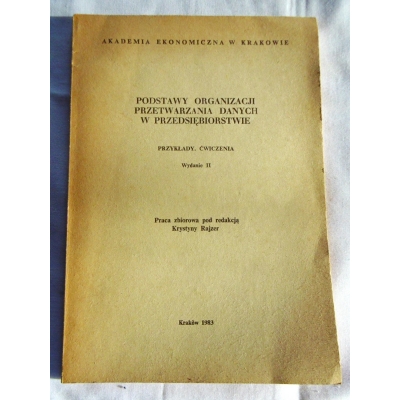 AKADEMIA EKONOMICZNA W KRAKOWIE
PODSTAWY ORGANIZACJI
PRZETWARZANIA DANYCH
W PRZEDSIĘBIORSTWIE
PRZYKŁADY. ĆWICZENIA
Wydanie II
Praca zbiorowa pod redakcją
Krystyny Rajzer
Kraków 1983